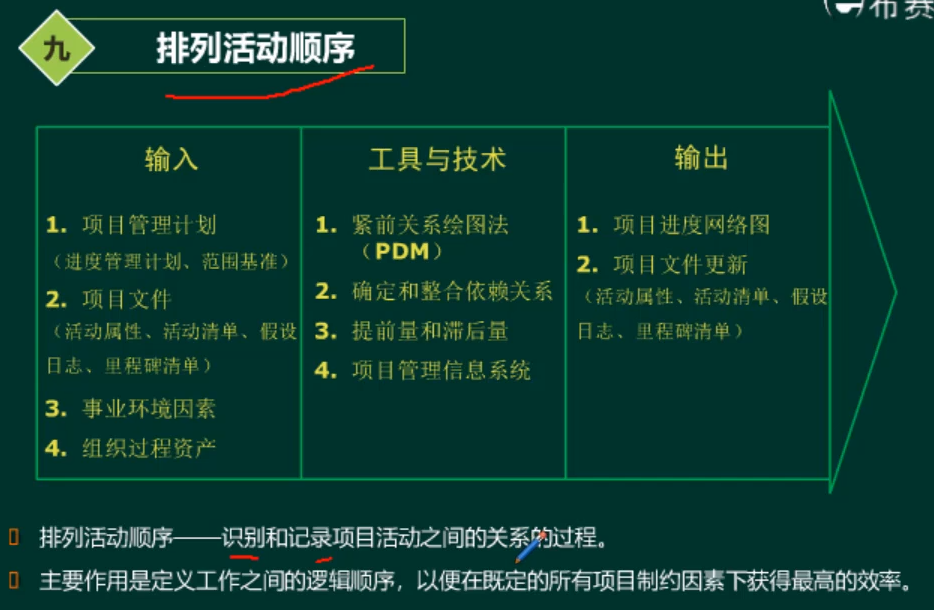 布赛
九
排列活动顺序
输入
1. 项目管理计划
（进度管理计划、范围基准）
2. 项目文件
（活动属性、活动清单、假设
日志、里程碑清单）
3. 事业环境因素
4. 组织过程资产
工具与技术
1. 紧前关系绘图法
（PDM）
2. 确定和整合依赖关系
3. 提前量和滞后量
4. 项目管理信息系统
输出
1. 项目进度网络图
2. 项目文件更新
（活动属性、活动清单、假设
日志、里程碑清单）
排列活动顺序——识别和记录项目活动之间的关系的过程。
主要作用是定义工作之间的逻辑顺序，以便在既定的所有项目制约因素下获得最高的效率。